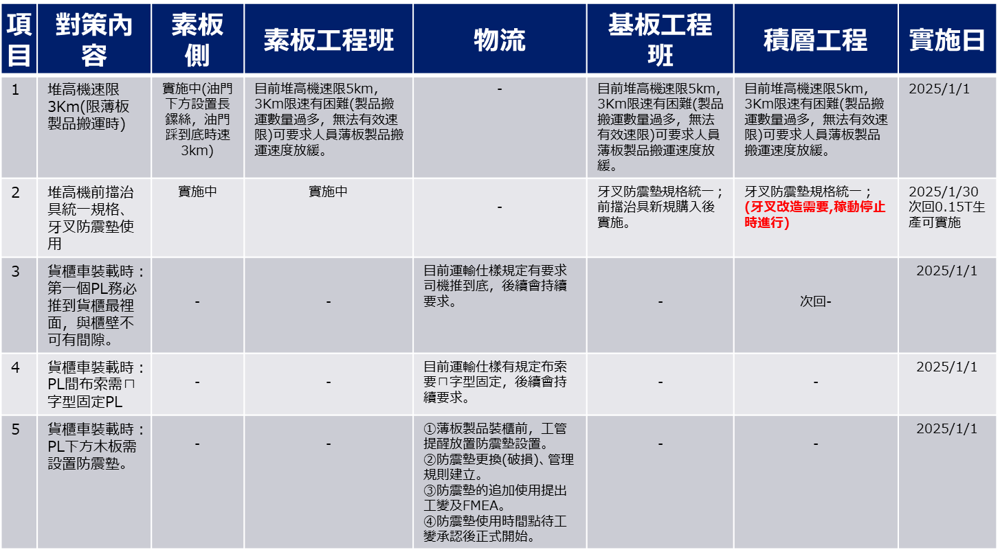 項
目
對策內
容
素板
側
素板工程班
物流
基板工程
班
積層工程
實施日
1
堆高機速限
3Km(限薄板
製品搬運時)
實施中(油門
下方設置長
鏍絲，油門
踩到底時速
3km)
目前堆高機速限5km，
3Km限速有困難(製品搬
運數量過多，無法有效速
限)可要求人員薄板製品搬
運速度放緩。
-
目前堆高機速限5km，
3Km限速有困難(製品
搬運數量過多，無法
有效速限)可要求人員
薄板製品搬運速度放
緩。
目前堆高機速限5km，
3Km限速有困難(製品搬
運數量過多，無法有效速
限)可要求人員薄板製品
搬運速度放緩。
2025/1/1
2
堆高機前擋治
具統一規格、
牙叉防震墊使
用
實施中
實施中
-
牙叉防震墊規格統一；
前擋治具新規購入後
實施。
牙叉防震墊規格統一；
(牙叉改造需要,稼動停止
時進行)
2025/1/30
次回0.15T生
產可實施
3
貨櫃車裝載時：
第一個PL務必
推到貨櫃最裡
面，與櫃壁不
可有間隙。
-
-
目前運輸仕樣規定有要求
司機推到底，後續會持續
要求。
-
次回-
2025/1/1
4
貨櫃車裝載時：
PL間布索需ㄇ
字型固定PL
-
-
目前運輸仕樣有規定布索
要ㄇ字型固定，後續會持
續要求。
-
-
2025/1/1
5
貨櫃車裝載時：
PL下方木板需
設置防震墊。
-
-
①薄板製品裝櫃前，工管
提醒放置防震墊設置。
②防震墊更換(破損)、管理
規則建立。
③防震墊的追加使用提出
工變及FMEA。
④防震墊使用時間點待工
變承認後正式開始。
-
-
2025/1/1